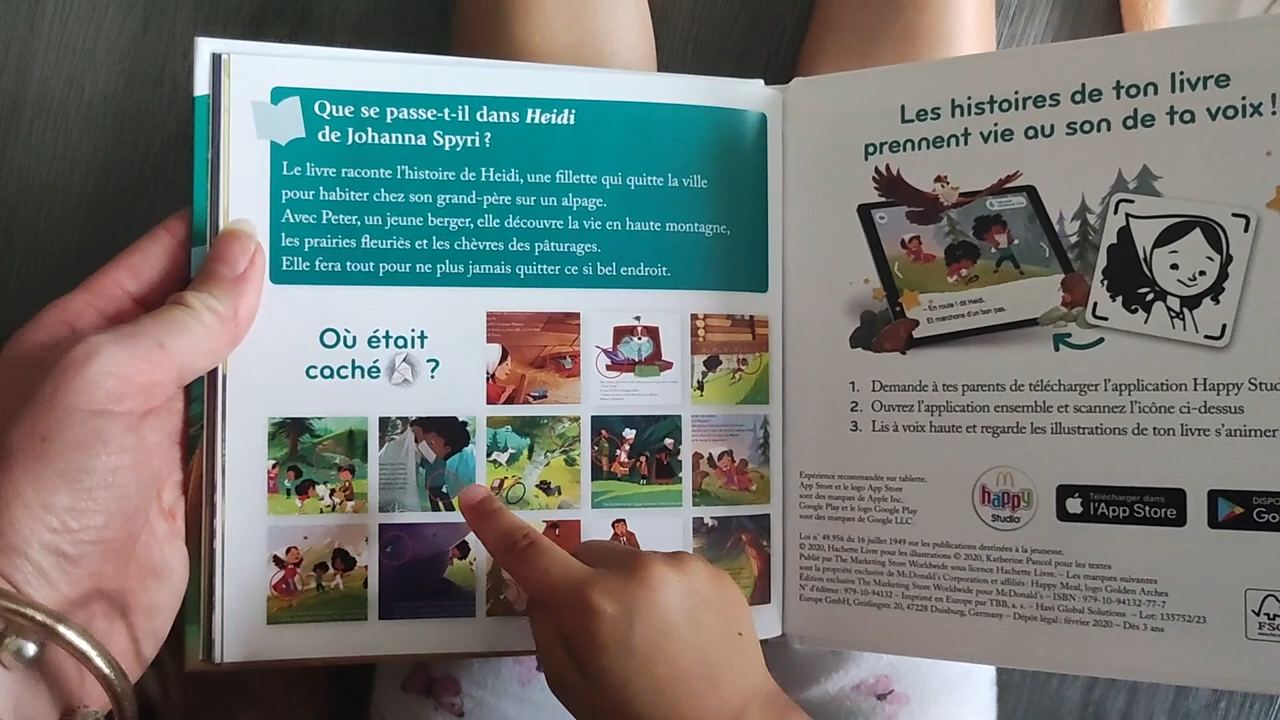 Que se passe-t-il dans Heidi
de Johanna Spyri ?
Le livre raconte l'histoire de Heidi, une fillette qui quitte la ville
pour habiter chez son grand-père sur un alpage.
Avec Peter, un jeune berger, elle découvre la vie en haute montagne,
les prairies fleuriès et les chèvres des pâturages.
Elle fera tout pour ne plus jamais quitter ce si bel endroit.
Où était
caché ?
Les histoires de ton livre
prennent vie au son de ta voix !
– En route ! dit Heidi.
Et marchons d'un bon pas.
1. Demande à tes parents de télécharger l'application Happy Stud
2. Ouvrez l'application ensemble et scannez l'icône ci-dessus
3. Lis à voix haute et regarde les illustrations de ton livre s'animer
Expérience recommandée sur tablette.
App Store et le logo App Store
sont des marques de Apple Inc.
Google Play et le logo Google Play
sont des marques de Google LLC.
happy
Studio
Télécharger dans
l'App Store
DISPO
Go
Loi n° 49.956 du 16 juillet 1949 sur les publications destinées à la jeunesse.
© 2020, Hachette Livre pour les illustrations © 2020, Katherine Pancol pour les textes
Publié par The Marketing Store Worldwide sous licence Hachette Livre. – Les marques suivantes
sont la propriété exclusive de McDonald's Corporation et affiliés : Happy Meal, logo Golden Arches
Édition exclusive The Marketing Store Worldwide pour McDonald's – ISBN : 979-10-94132-77-7
N° d'éditeur : 979-10-94132 – Imprimé en Europe par TBB, a. s. – Havi Global Solutions – Lot: 135752/23
Europe GmbH, Geitlingstr. 20, 47228 Duisburg, Germany – Dépôt légal : février 2020 – Dès 3 ans
FSC